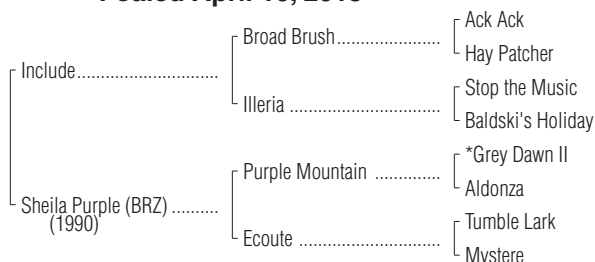 Foaled April 10, 2013
Ack Ack
Broad Brush........................
Hay Patcher
Include................................
Stop the Music
Illeria ...................................
Baldski's Holiday
*Grey Dawn II
Purple Mountain ...............
Aldonza
Sheila Purple (BRZ) ..........
(1990)
Tumble Lark
Ecoute .................................
Mystere